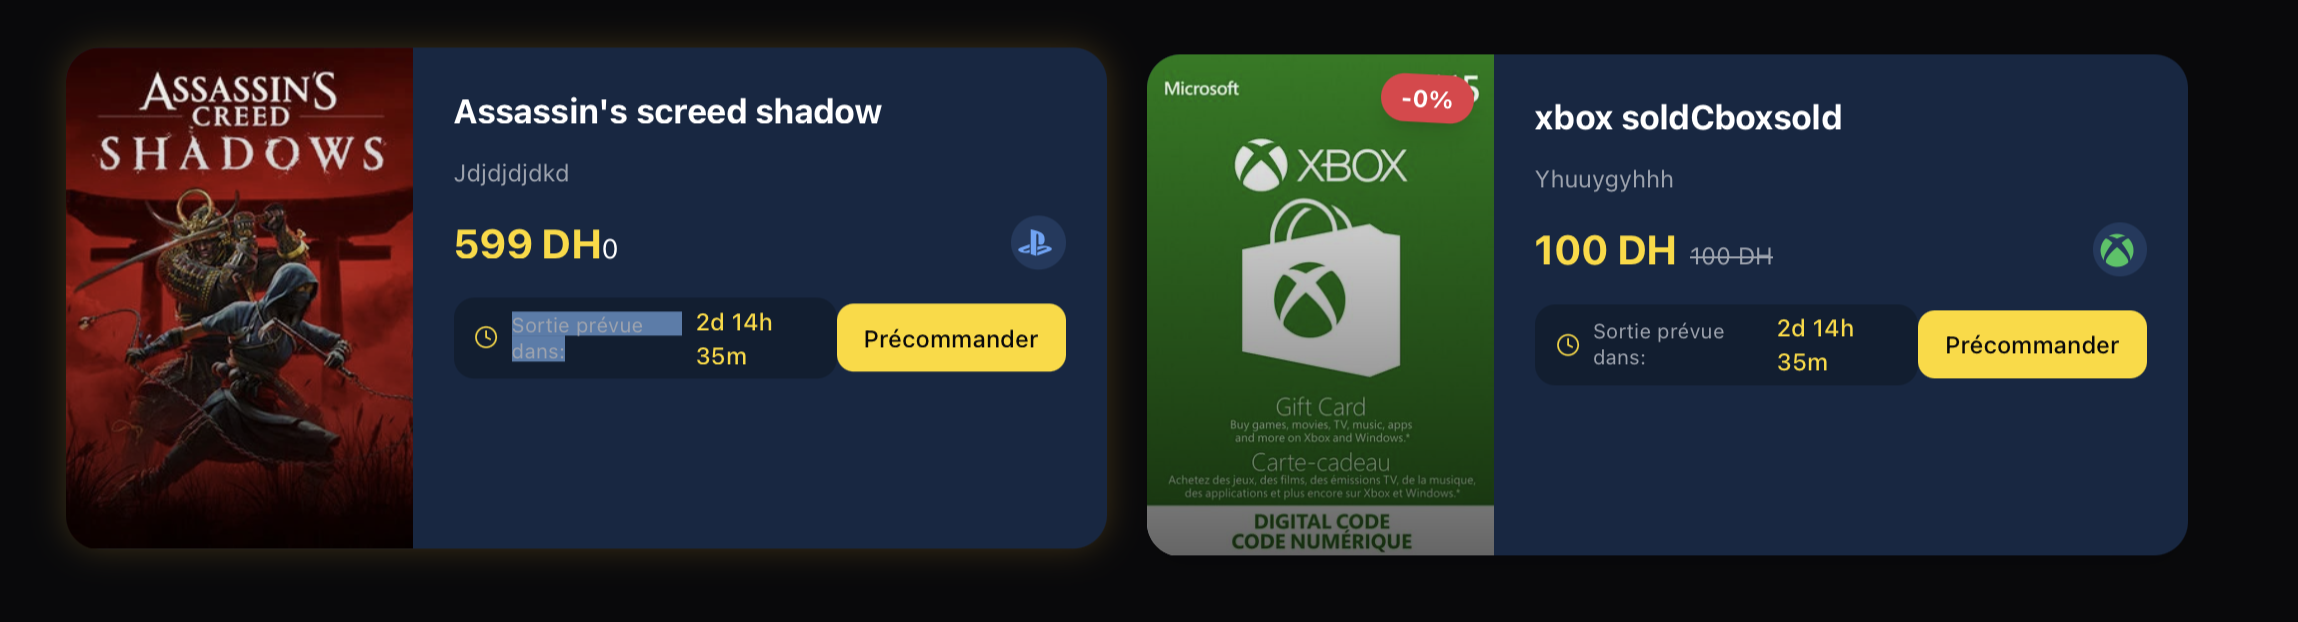 ASSASSIN'S
CREED
SHADOWS
Assassin's screed shadow
Jdjdjdjdkd
599 DH0
Sortie prévue
dans:
2d 14h
35m
Précommander
Microsoft
-0%
5
XBOX
Gift Card
Buy games, movies, TV, music, apps
and more on Xbox and Windows.*
Carte-cadeau
Achetez des jeux, des films, des émissions TV, de la musique,
des applications et plus encore sur Xbox et Windows.*
DIGITAL CODE
CODE NUMÉRIQUE
xbox soldCboxsold
Yhuuygyhhh
100 DH 100 DH
Sortie prévue
dans:
2d 14h
35m
Précommander